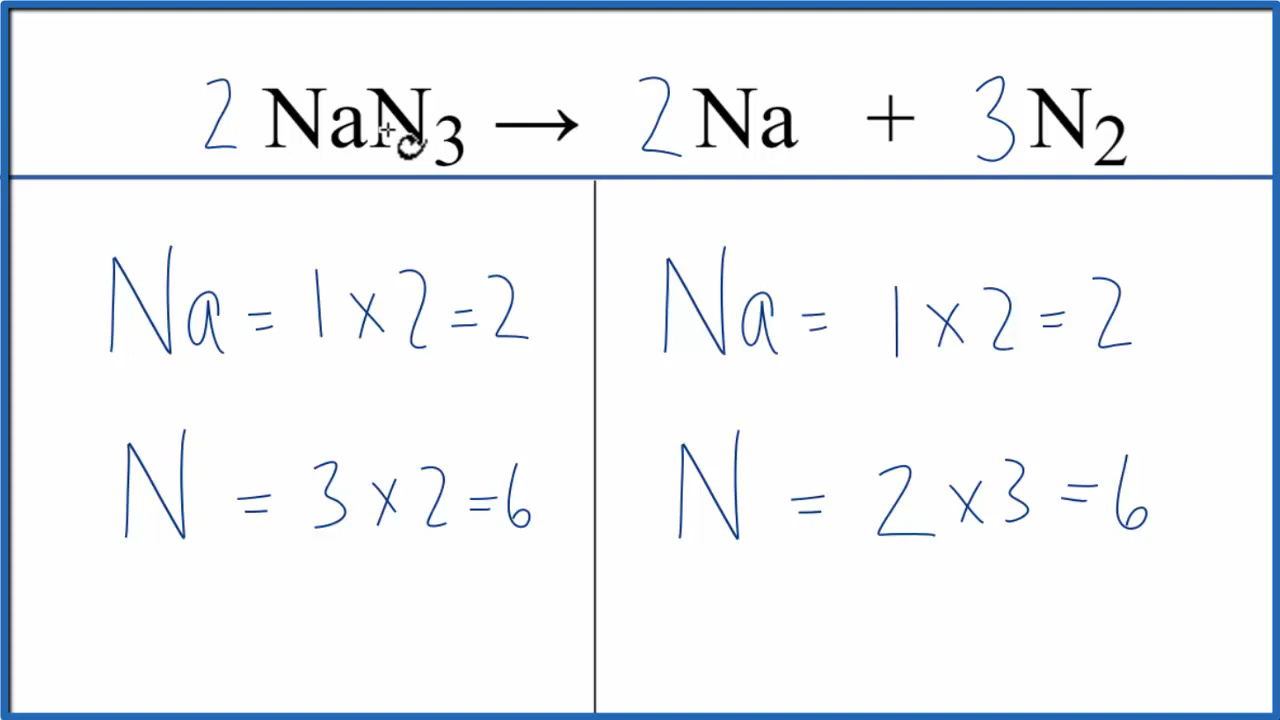 2 NaN₃ → 2 Na + 3 N₂
Na = 1 × 2 = 2
Na = 1 × 2 = 2
N = 3 × 2 = 6
N = 2 × 3 = 6